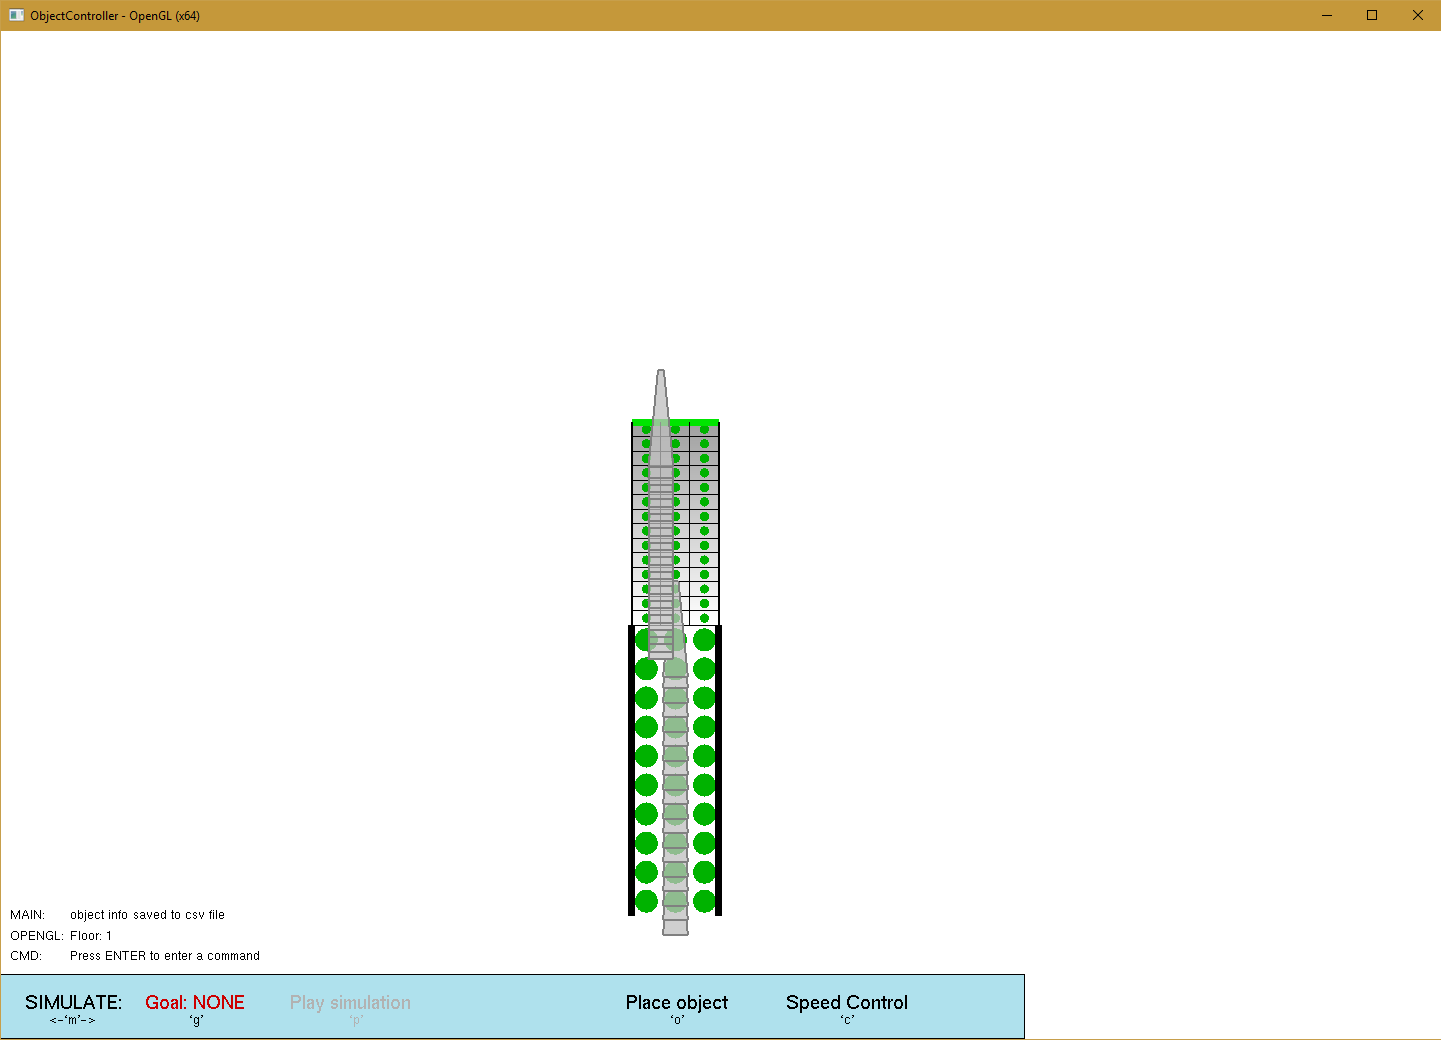 ObjectController - OpenGL (x64)
MAIN: object info saved to csv file
OPENGL: Floor: 1
CMD: Press ENTER to enter a command
SIMULATE: Goal: NONE Play simulation Place object Speed Control
<-'m'-> 'g' 'p' 'o' 'c'